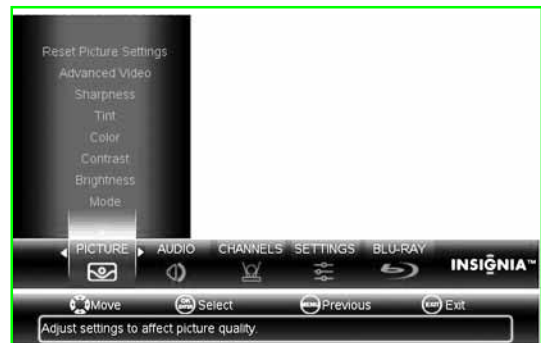 Reset Picture Settings
Advanced Video
Sharpness
Tint
Color
Contrast
Brightness
Mode
PICTURE AUDIO CHANNELS SETTINGS BLU-RAY
INSIGNIA™
Move OK ENTER Select MENU Previous EXIT Exit
Adjust settings to affect picture quality.